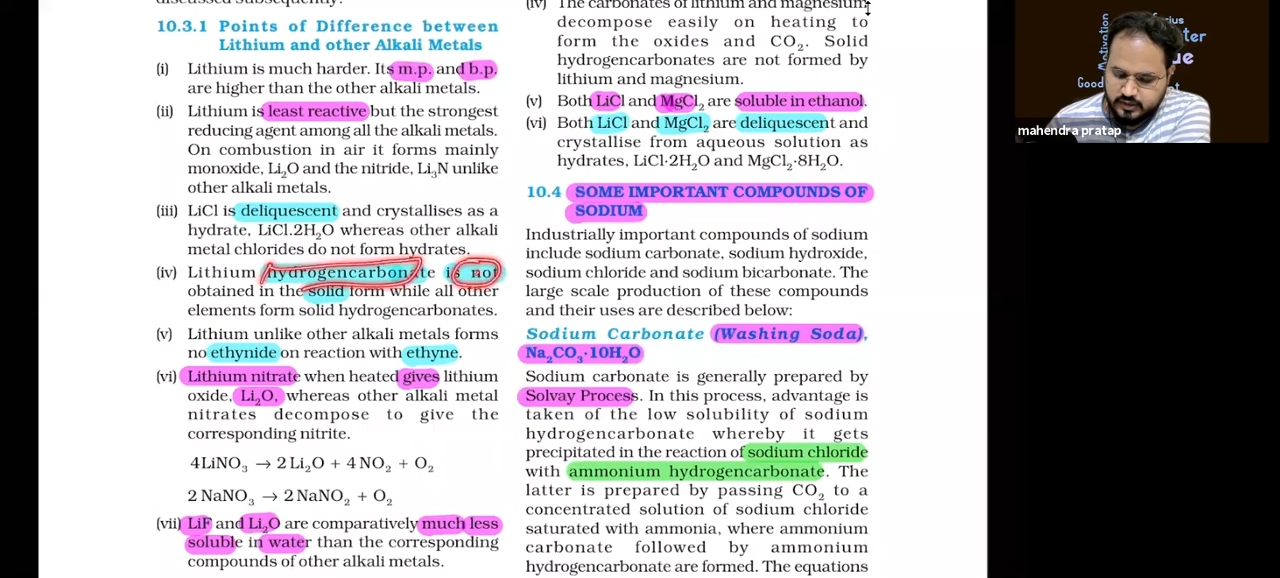 discussed subsequently.
10.3.1 Points of Difference between
Lithium and other Alkali Metals
(i) Lithium is much harder. Its m.p. and b.p.
are higher than the other alkali metals.
(ii) Lithium is least reactive but the strongest
reducing agent among all the alkali metals.
On combustion in air it forms mainly
monoxide, Li₂O and the nitride, Li₃N unlike
other alkali metals.
(iii) LiCl is deliquescent and crystallises as a
hydrate, LiCl.2H₂O whereas other alkali
metal chlorides do not form hydrates.
(iv) Lithium hydrogencarbonate is not
obtained in the solid form while all other
elements form solid hydrogencarbonates.
(v) Lithium unlike other alkali metals forms
no ethynide on reaction with ethyne.
(vi) Lithium nitrate when heated gives lithium
oxide, Li₂O, whereas other alkali metal
nitrates decompose to give the
corresponding nitrite.
4LiNO₃ → 2 Li₂O + 4 NO₂ + O₂
2 NaNO₃ → 2 NaNO₂ + O₂
(vii) LiF and Li₂O are comparatively much less
soluble in water than the corresponding
compounds of other alkali metals.
(iv) The carbonates of lithium and magnesium
decompose easily on heating to
form the oxides and CO₂. Solid
hydrogencarbonates are not formed by
lithium and magnesium.
(v) Both LiCl and MgCl₂ are soluble in ethanol.
(vi) Both LiCl and MgCl₂ are deliquescent and
crystallise from aqueous solution as
hydrates, LiCl·2H₂O and MgCl₂·8H₂O.
10.4 SOME IMPORTANT COMPOUNDS OF
SODIUM
Industrially important compounds of sodium
include sodium carbonate, sodium hydroxide,
sodium chloride and sodium bicarbonate. The
large scale production of these compounds
and their uses are described below:
Sodium Carbonate (Washing Soda),
Na₂CO₃·10H₂O
Sodium carbonate is generally prepared by
Solvay Process. In this process, advantage is
taken of the low solubility of sodium
hydrogencarbonate whereby it gets
precipitated in the reaction of sodium chloride
with ammonium hydrogencarbonate. The
latter is prepared by passing CO₂ to a
concentrated solution of sodium chloride
saturated with ammonia, where ammonium
carbonate followed by ammonium
hydrogencarbonate are formed. The equations
Motivation
Good
mahendra pratap